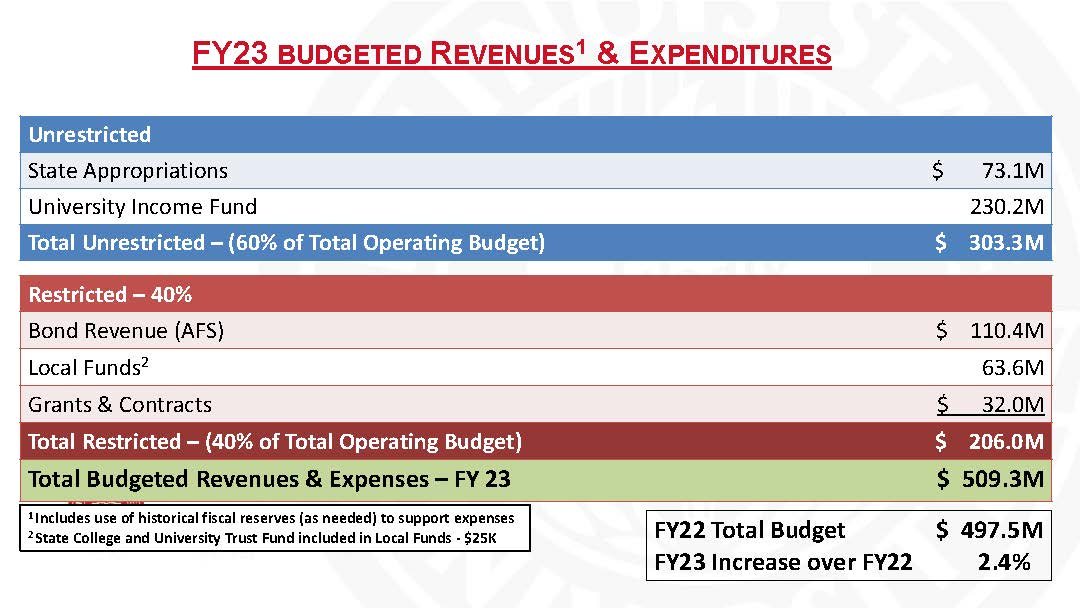 FY23 BUDGETED REVENUES¹ & EXPENDITURES
Unrestricted
State Appropriations $ 73.1M
University Income Fund 230.2M
Total Unrestricted – (60% of Total Operating Budget) $ 303.3M
Restricted – 40%
Bond Revenue (AFS) $ 110.4M
Local Funds² 63.6M
Grants & Contracts $ 32.0M
Total Restricted – (40% of Total Operating Budget) $ 206.0M
Total Budgeted Revenues & Expenses – FY 23 $ 509.3M
¹ Includes use of historical fiscal reserves (as needed) to support expenses
² State College and University Trust Fund included in Local Funds - $25K
FY22 Total Budget $ 497.5M
FY23 Increase over FY22 2.4%